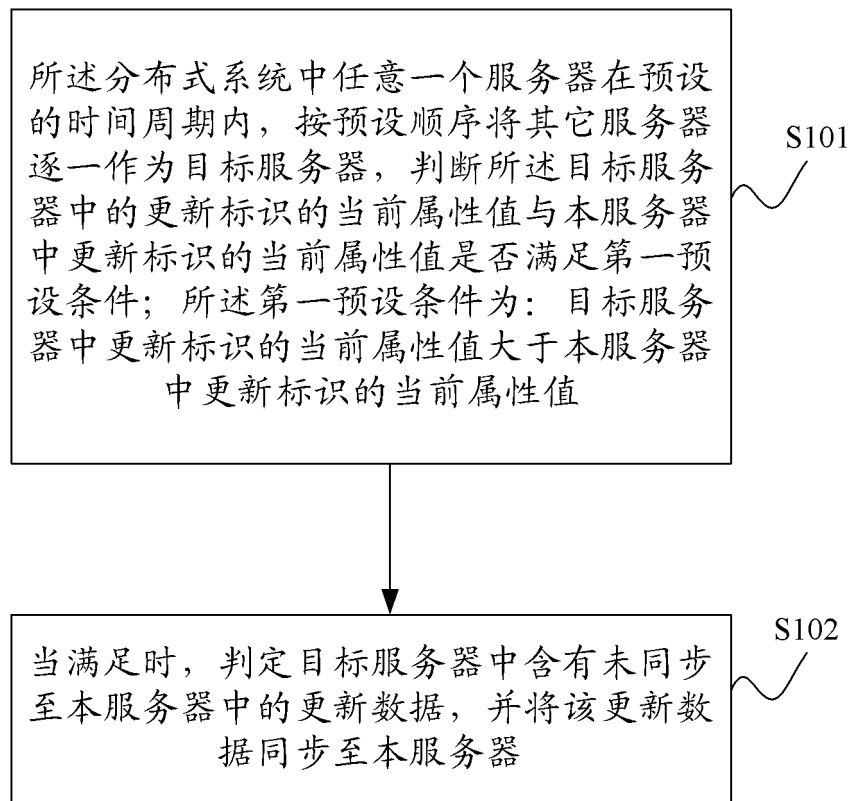 所述分布式系统中任意一个服务器在预设
的时间周期内，按预设顺序将其它服务器
逐一作为目标服务器，判断所述目标服务
器中的更新标识的当前属性值与本服务器
中更新标识的当前属性值是否满足第一预
设条件；所述第一预设条件为：目标服务
器中更新标识的当前属性值大于本服务器
中更新标识的当前属性值
S101
当满足时，判定目标服务器中含有未同步
至本服务器中的更新数据，并将该更新数
据同步至本服务器
S102